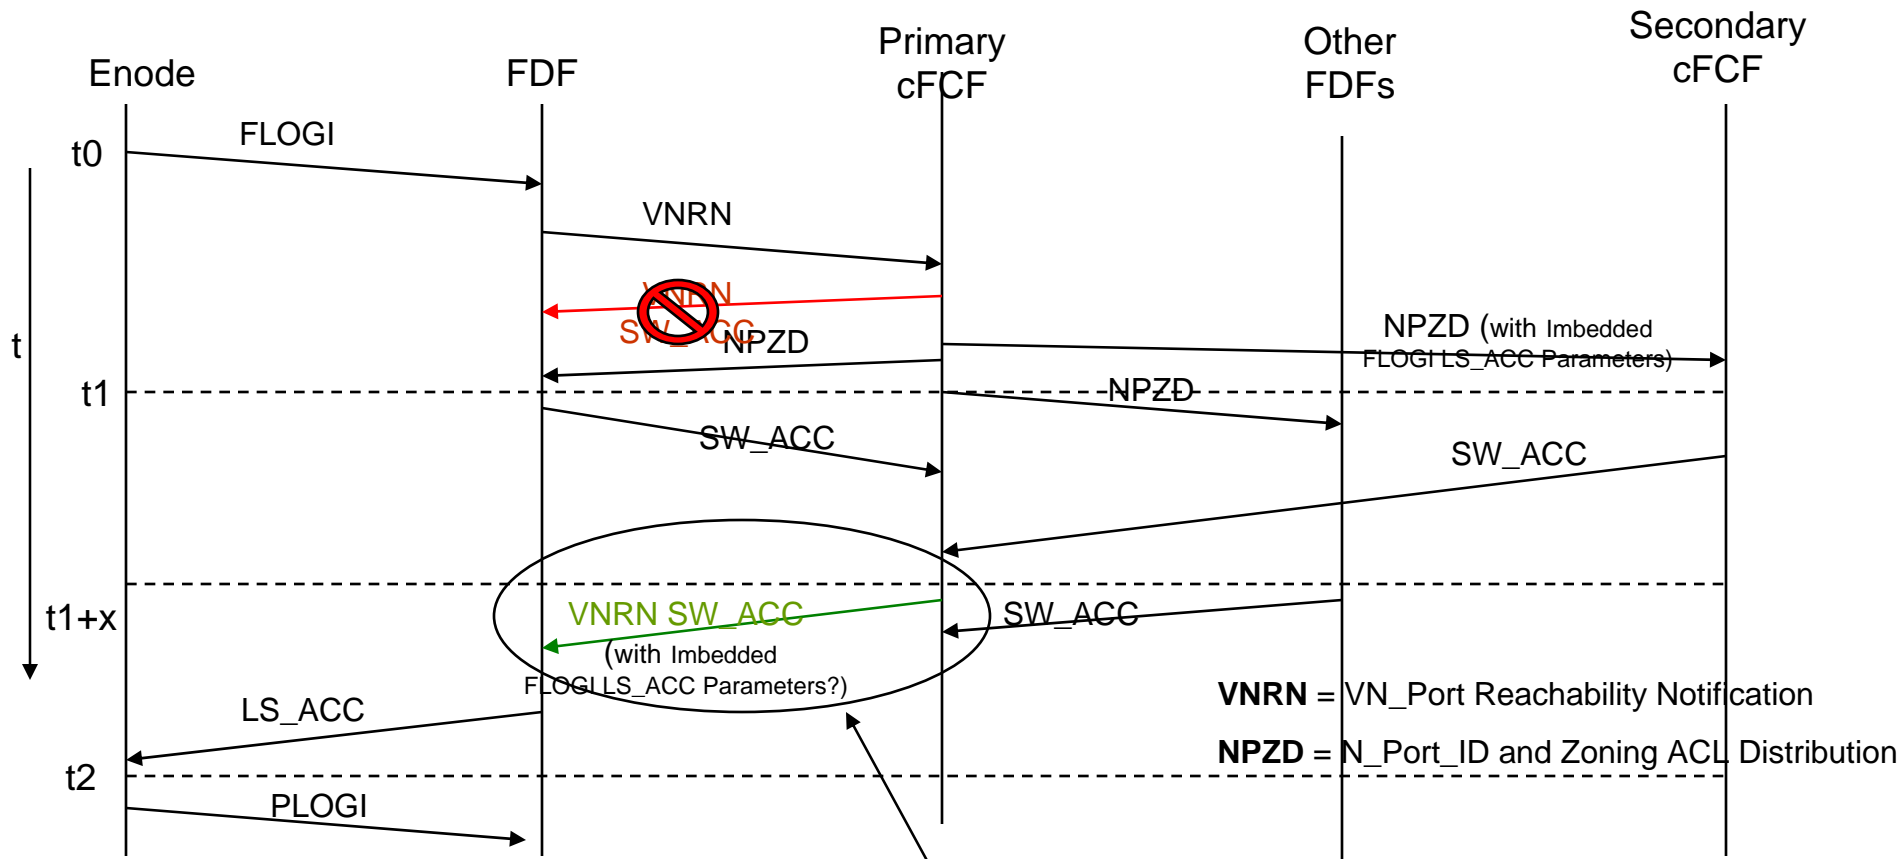 Enode
FDF
Primary
cFCF
Other
FDFs
Secondary
cFCF
t0
FLOGI
VNRN
VNRN
SW_ACC
NPZD
NPZD (with Imbedded
FLOGI LS_ACC Parameters)
t
t1
NPZD
SW_ACC
SW_ACC
t1+x
VNRN SW_ACC
(with Imbedded
FLOGI LS_ACC Parameters?)
SW_ACC
VNRN = VN_Port Reachability Notification
LS_ACC
NPZD = N_Port_ID and Zoning ACL Distribution
t2
PLOGI